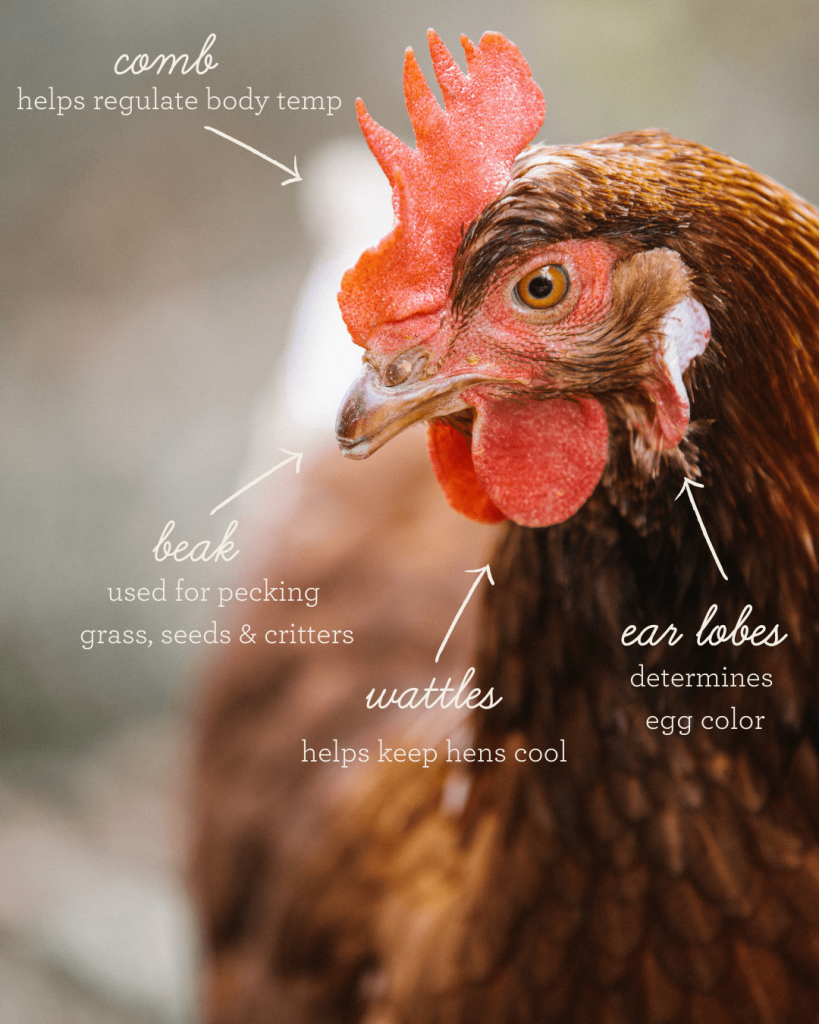 comb
helps regulate body temp
beak
used for pecking
grass, seeds & critters
wattles
helps keep hens cool
ear lobes
determines
egg color